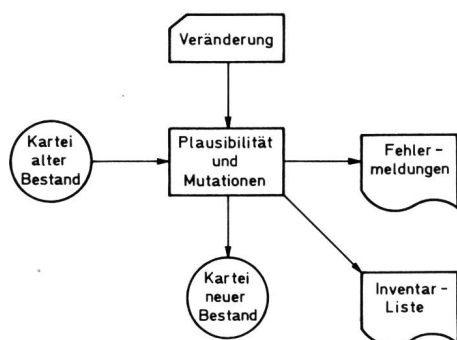 Veränderung
Kartei
alter
Bestand
Plausibilität
und
Mutationen
Fehler-
meldungen
Kartei
neuer
Bestand
Inventar-
Liste